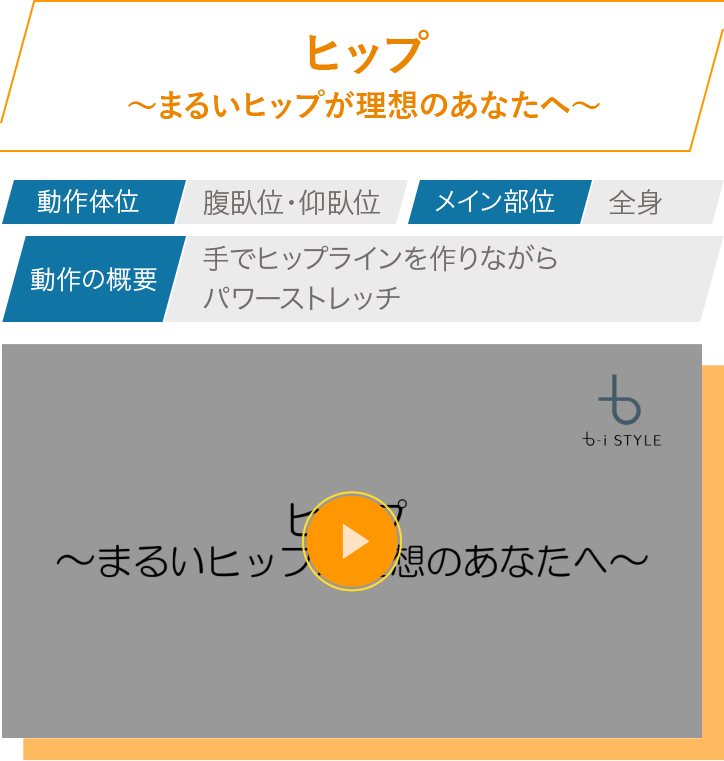 ヒップ
～まるいヒップが理想のあなたへ～
動作体位 腹臥位・仰臥位 メイン部位 全身
動作の概要
手でヒップラインを作りながら
パワーストレッチ
b-i STYLE
ヒ プ
～まるいヒップ 想のあなたへ～